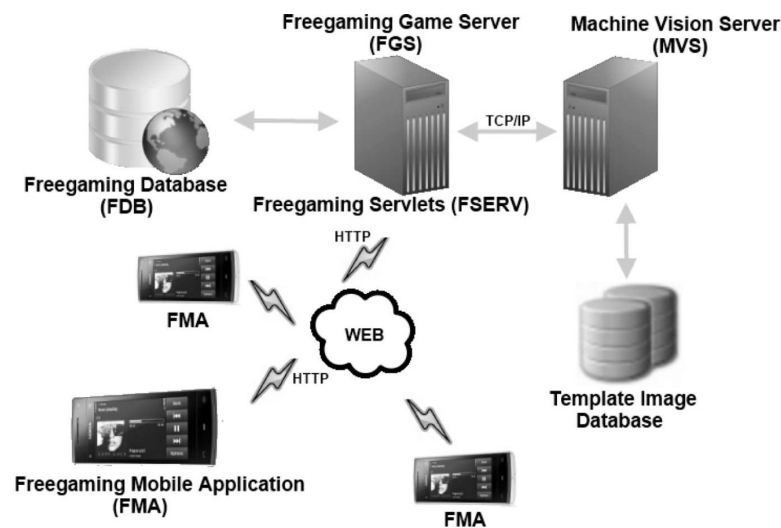 Freegaming Game Server
(FGS)
Machine Vision Server
(MVS)
TCP/IP
Freegaming Database
(FDB)
Freegaming Servlets (FSERV)
HTTP
FMA
WEB
HTTP
Template Image
Database
Freegaming Mobile Application
(FMA)
FMA